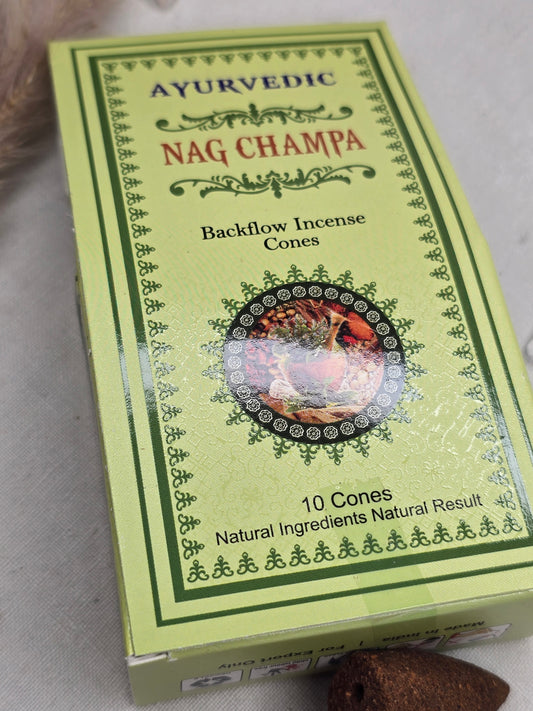 AYURVEDIC
NAG CHAMPA
Backflow Incense
Cones
10 Cones
Natural Ingredients Natural Result
Made In India | For Export Only